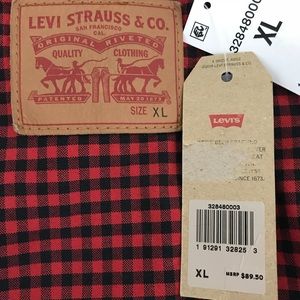 LEVI STRAUSS & CO.
SAN FRANCISCO
CAL.
ORIGINAL RIVETED
QUALITY CLOTHING
PATENTED MAY 20 1873
SIZE XL
328480003
XL
Levi's
328480003
1 91291 32825 3
XL MSRP $89.50